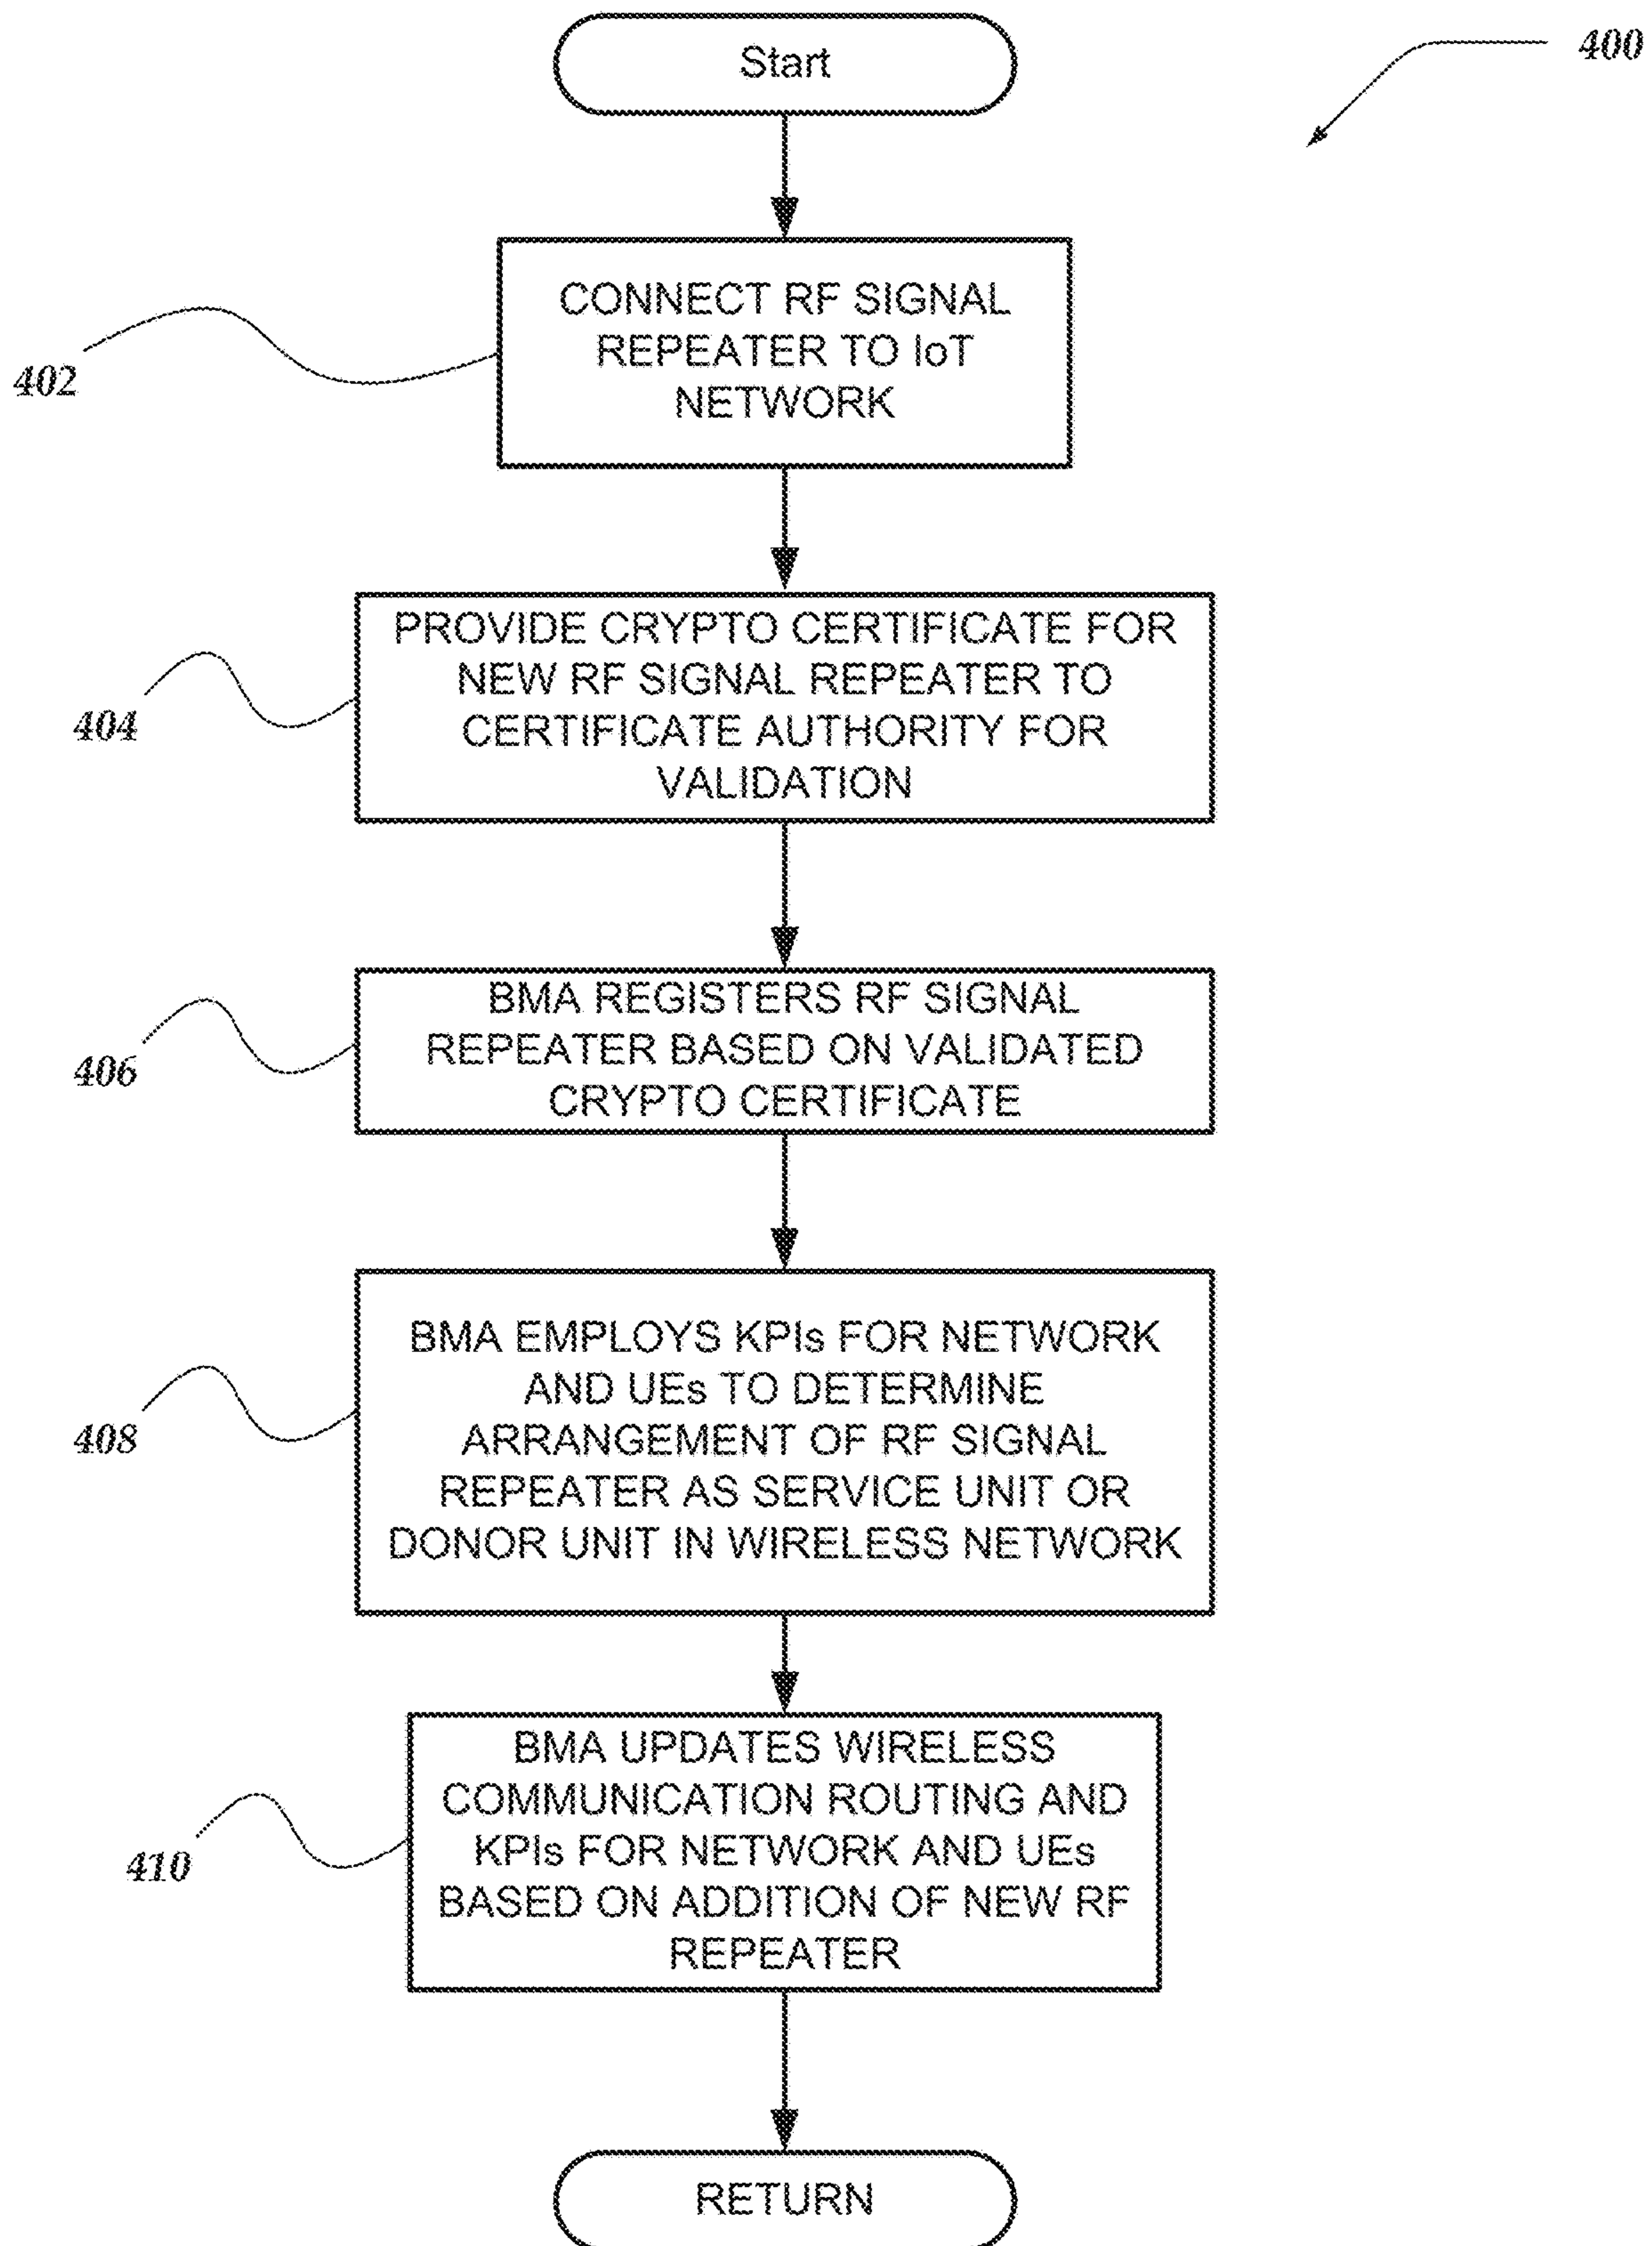 Start
400
CONNECT RF SIGNAL
REPEATER TO IoT
NETWORK
402
PROVIDE CRYPTO CERTIFICATE FOR
NEW RF SIGNAL REPEATER TO
CERTIFICATE AUTHORITY FOR
VALIDATION
404
BMA REGISTERS RF SIGNAL
REPEATER BASED ON VALIDATED
CRYPTO CERTIFICATE
406
BMA EMPLOYS KPIs FOR NETWORK
AND UEs TO DETERMINE
ARRANGEMENT OF RF SIGNAL
REPEATER AS SERVICE UNIT OR
DONOR UNIT IN WIRELESS NETWORK
408
BMA UPDATES WIRELESS
COMMUNICATION ROUTING AND
KPIs FOR NETWORK AND UEs
BASED ON ADDITION OF NEW RF
REPEATER
410
RETURN